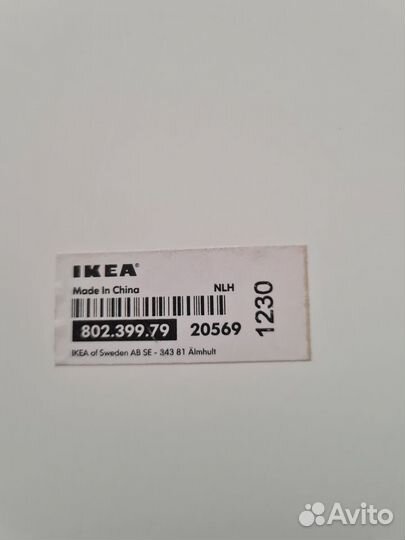 IKEA®
Made In China NLH
802.399.79 20569
IKEA of Sweden AB SE - 343 81 Älmhult
1230
Avito